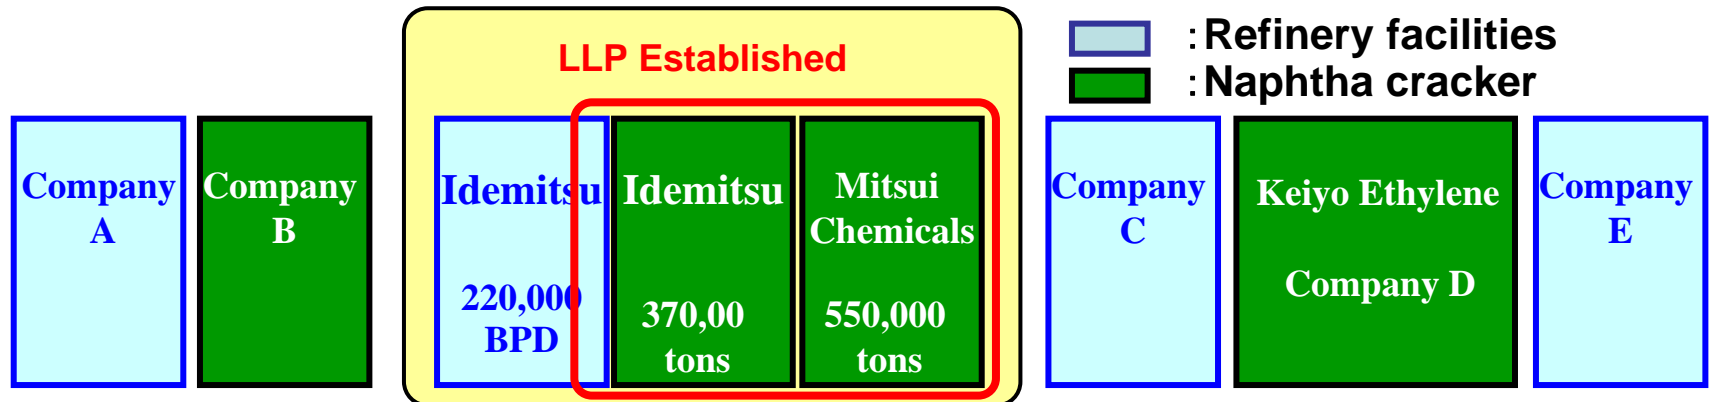 LLP Established
:Refinery facilities
:Naphtha cracker
Company
A
Company
B
Idemitsu
220,000
BPD
Idemitsu
370,00
tons
Mitsui
Chemicals
550,000
tons
Company
C
Keiyo Ethylene
Company D
Company
E